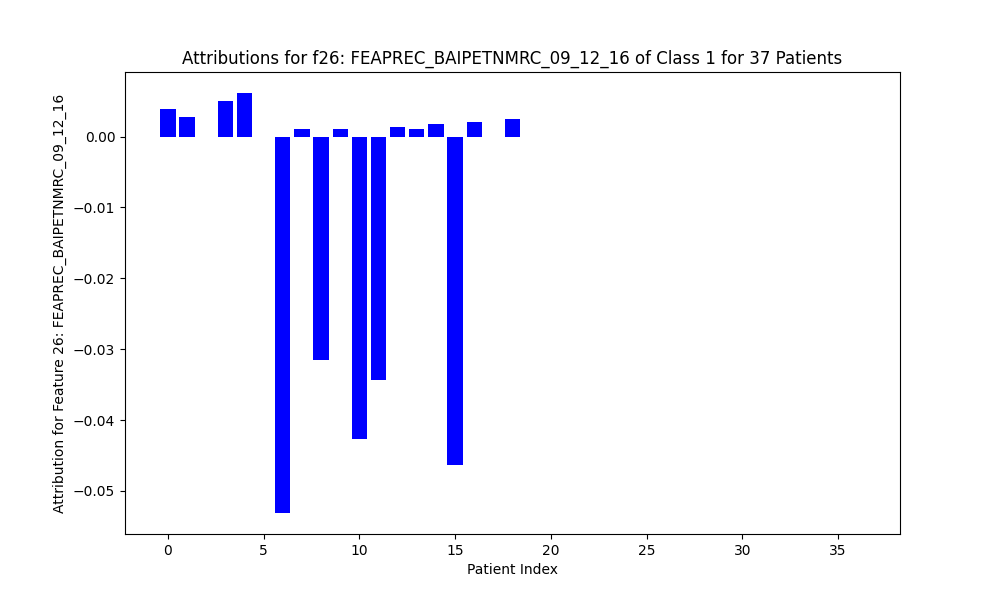 Attributions for f26: FEAPREC_BAIPETNMRC_09_12_16 of Class 1 for 37 Patients
Attribution for Feature 26: FEAPREC_BAIPETNMRC_09_12_16
0.00
−0.01
−0.02
−0.03
−0.04
−0.05
0 5 10 15 20 25 30 35
Patient Index